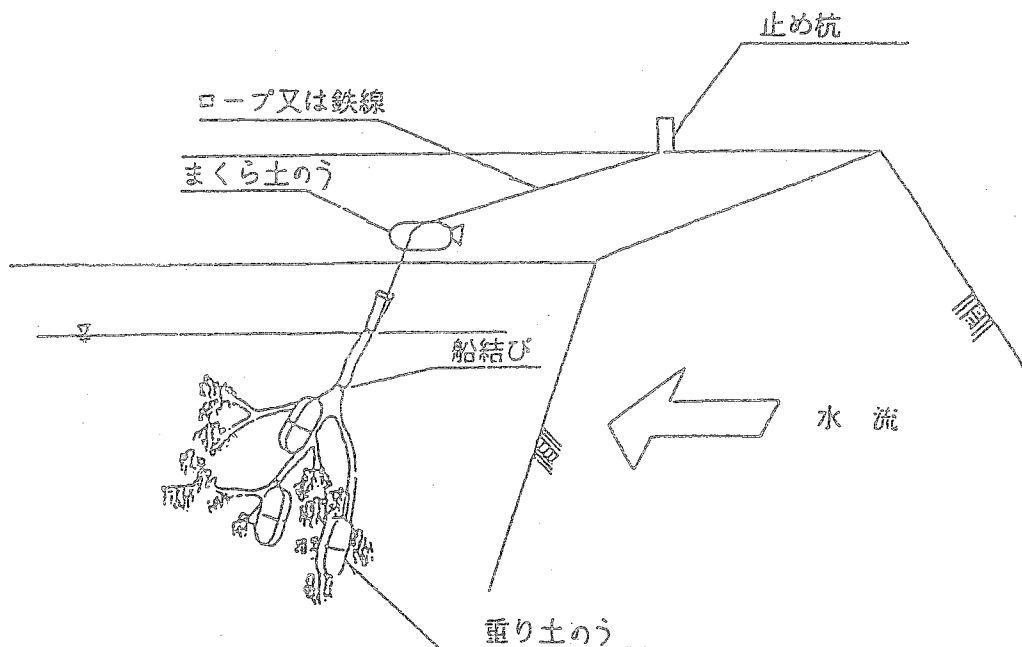 止め杭
ロープ又は鉄線
まくら土のう
船結び
水流
重り土のう